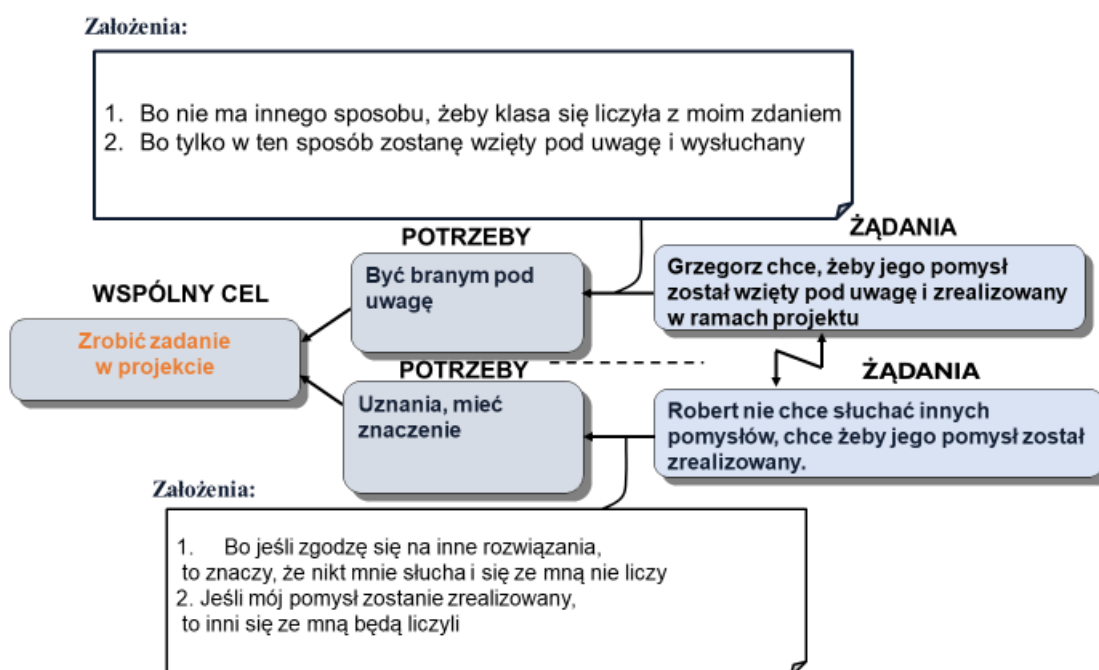 Założenia:
1. Bo nie ma innego sposobu, żeby klasa się liczyła z moim zdaniem
2. Bo tylko w ten sposób zostanę wzięty pod uwagę i wysłuchany
POTRZEBY
ŻĄDANIA
Być branym pod
uwagę
Grzegorz chce, żeby jego pomysł
został wzięty pod uwagę i zrealizowany
w ramach projektu
WSPÓLNY CEL
Zrobić zadanie
w projekcie
POTRZEBY
ŻĄDANIA
Uznania, mieć
znaczenie
Robert nie chce słuchać innych
pomysłów, chce żeby jego pomysł został
zrealizowany.
Założenia:
1. Bo jeśli zgodzę się na inne rozwiązania,
to znaczy, że nikt mnie słucha i się ze mną nie liczy
2. Jeśli mój pomysł zostanie zrealizowany,
to inni się ze mną będą liczyli